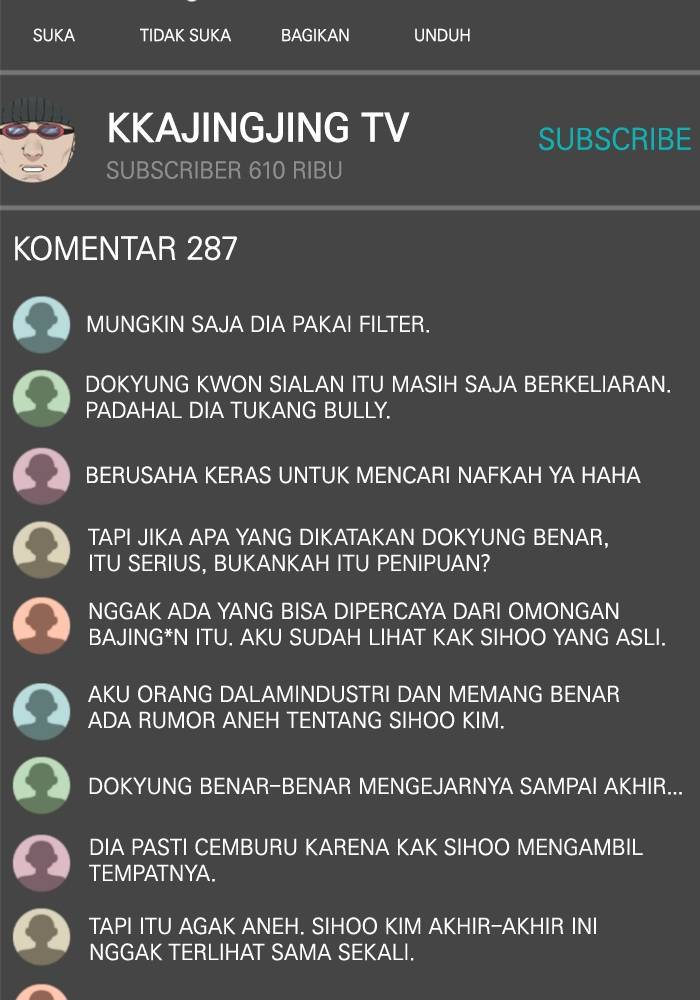 SUKA TIDAK SUKA BAGIKAN UNDUH
KKAJINGJING TV
SUBSCRIBE
SUBSCRIBER 610 RIBU
KOMENTAR 287
MUNGKIN SAJA DIA PAKAI FILTER.
DOKYUNG KWON SIALAN ITU MASIH SAJA BERKELIARAN.
PADAHAL DIA TUKANG BULLY.
BERUSAHA KERAS UNTUK MENCARI NAFKAH YA HAHA
TAPI JIKA APA YANG DIKATAKAN DOKYUNG BENAR,
ITU SERIUS, BUKANKAH ITU PENIPUAN?
NGGAK ADA YANG BISA DIPERCAYA DARI OMONGAN
BAJING*N ITU. AKU SUDAH LIHAT KAK SIHOO YANG ASLI.
AKU ORANG DALAMINDUSTRI DAN MEMANG BENAR
ADA RUMOR ANEH TENTANG SIHOO KIM.
DOKYUNG BENAR-BENAR MENGEJARNYA SAMPAI AKHIR...
DIA PASTI CEMBURU KARENA KAK SIHOO MENGAMBIL
TEMPATNYA.
TAPI ITU AGAK ANEH. SIHOO KIM AKHIR-AKHIR INI
NGGAK TERLIHAT SAMA SEKALI.